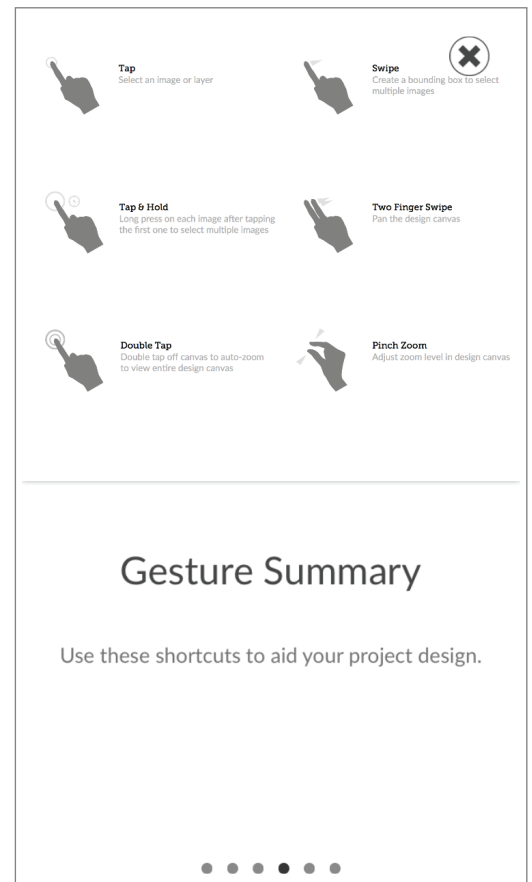 Tap
Select an image or layer
Swipe
Create a bounding box to select
multiple images
Tap & Hold
Long press on each image after tapping
the first one to select multiple images
Two Finger Swipe
Pan the design canvas
Double Tap
Double tap off canvas to auto-zoom
to view entire design canvas
Pinch Zoom
Adjust zoom level in design canvas
Gesture Summary
Use these shortcuts to aid your project design.